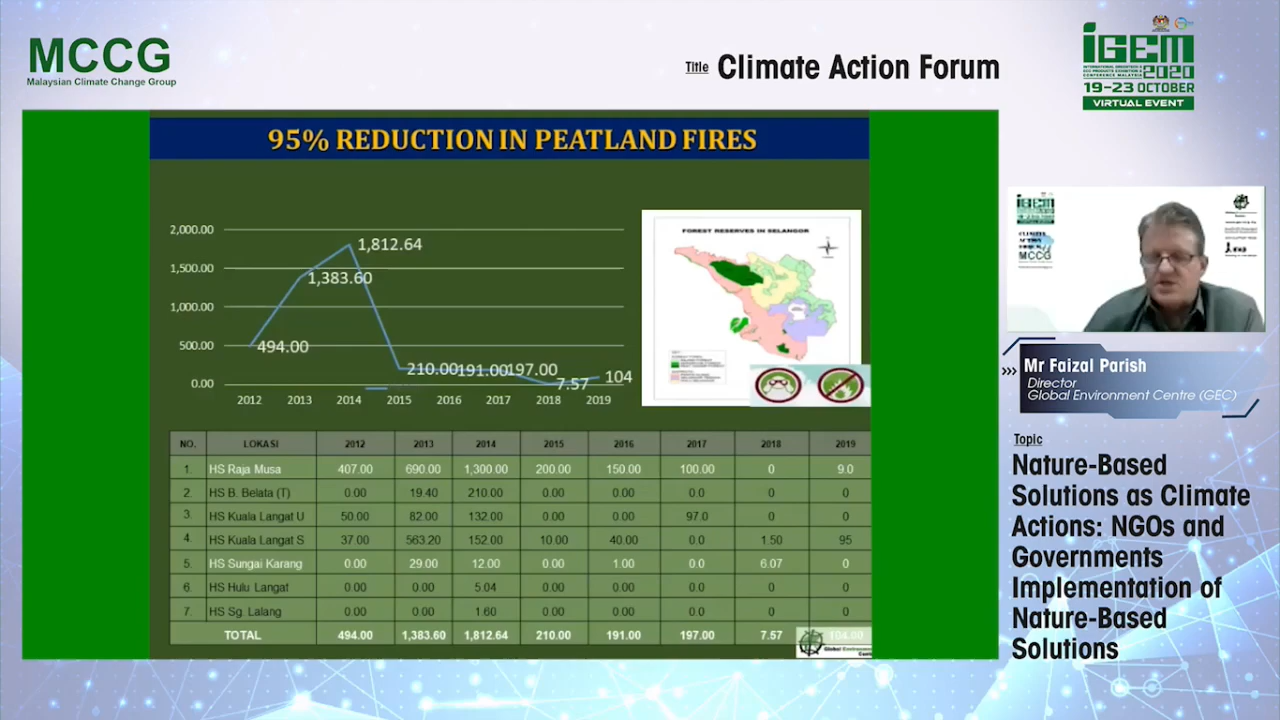 MCCG
Malaysian Climate Change Group
Title Climate Action Forum
iGEM
INTERNATIONAL GREENTECH &
ECO PRODUCTS EXHIBITION &
CONFERENCE MALAYSIA
2020
19-23 OCTOBER
VIRTUAL EVENT
95% REDUCTION IN PEATLAND FIRES
2,000.00
1,500.00
1,000.00
500.00
0.00
494.00
1,383.60
1,812.64
210.00
191.00
197.00
7.57
104
2012 2013 2014 2015 2016 2017 2018 2019
FOREST RESERVES IN SELANGOR
NO. LOKASI 2012 2013 2014 2015 2016 2017 2018 2019
1. HS Raja Musa 407.00 690.00 1,300.00 200.00 150.00 100.00 0 9.0
2. HS B. Belata (T) 0.00 19.40 210.00 0.00 0.00 0.0 0 0
3. HS Kuala Langat U 50.00 82.00 132.00 0.00 0.00 97.0 0 0
4. HS Kuala Langat S 37.00 563.20 152.00 10.00 40.00 0.0 1.50 95
5. HS Sungai Karang 0.00 29.00 12.00 0.00 1.00 0.0 6.07 0
6. HS Hulu Langat 0.00 0.00 5.04 0.00 0.00 0.0 0 0
7. HS Sg. Lalang 0.00 0.00 1.60 0.00 0.00 0.0 0 0
TOTAL 494.00 1,383.60 1,812.64 210.00 191.00 197.00 7.57 104.00
Global Environment
MCCG
Mr Faizal Parish
Director
Global Environment Centre (GEC)
Topic
Nature-Based
Solutions as Climate
Actions: NGOs and
Governments
Implementation of
Nature-Based
Solutions